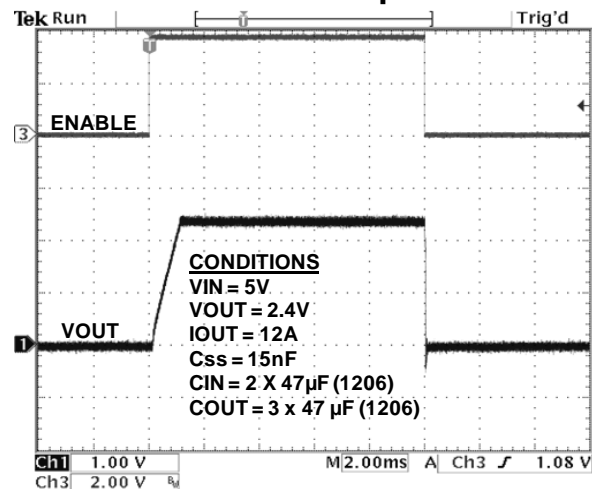 Tek Run
Trig'd
T
3
ENABLE
CONDITIONS
VIN = 5V
VOUT = 2.4V
IOUT = 12A
Css = 15nF
CIN = 2 X 47µF (1206)
COUT = 3 x 47 µF (1206)
VOUT
1
Ch1 1.00 V M 2.00ms A Ch3 1.08 V
Ch3 2.00 V